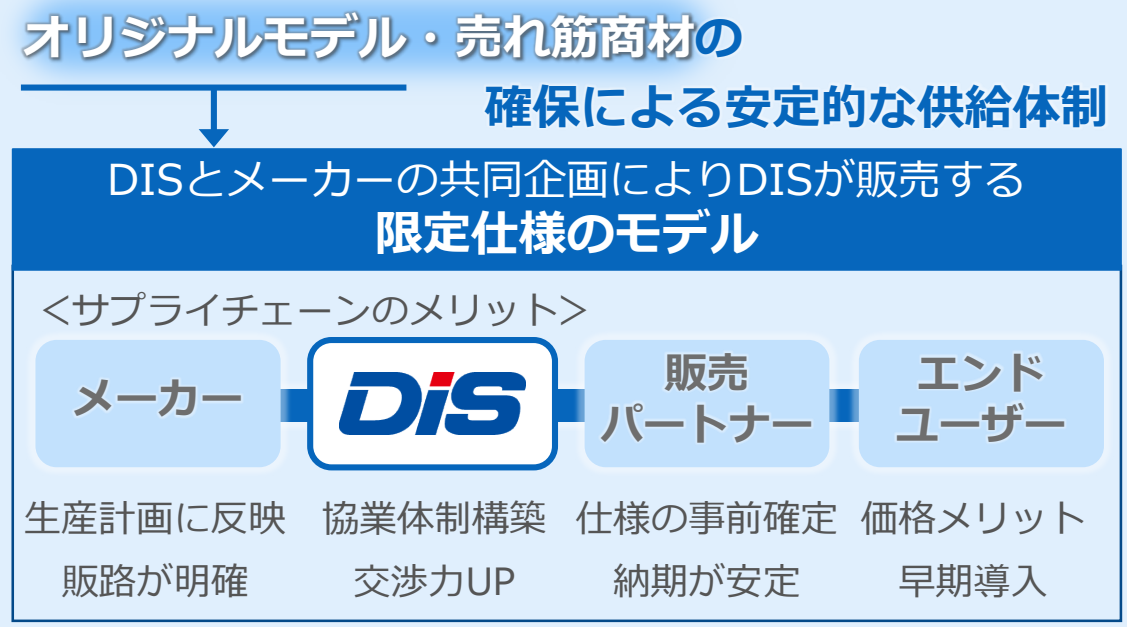 オリジナルモデル・売れ筋商材の
確保による安定的な供給体制
DISとメーカーの共同企画によりDISが販売する
限定仕様のモデル
＜サプライチェーンのメリット＞
メーカー
DiS
販売
パートナー
エンド
ユーザー
生産計画に反映
販路が明確
協業体制構築
交渉力UP
仕様の事前確定
納期が安定
価格メリット
早期導入